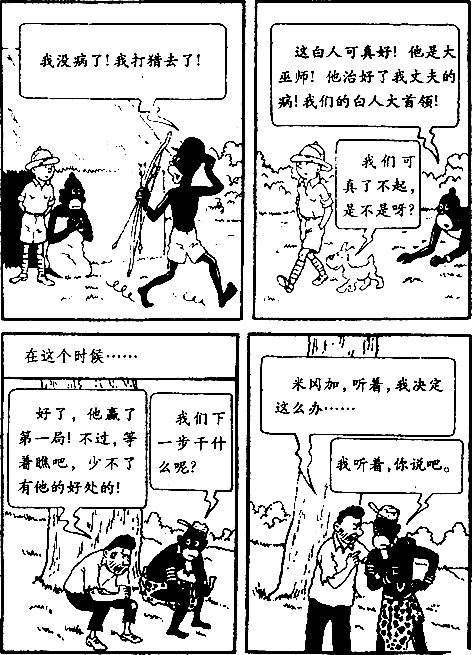 我没病了！我打猎去了！
这白人可真好！他是大
巫师！他治好了我丈夫的
病！我们的白人大首领！
我们可
真了不起，
是不是呀？
在这个时候……
好了，他赢了
第一局！不过，等
着瞧吧，少不了
有他的好处的！
我们下
一步干什
么呢？
米冈加，听着，我决定
这么办……
我听着，你说吧。